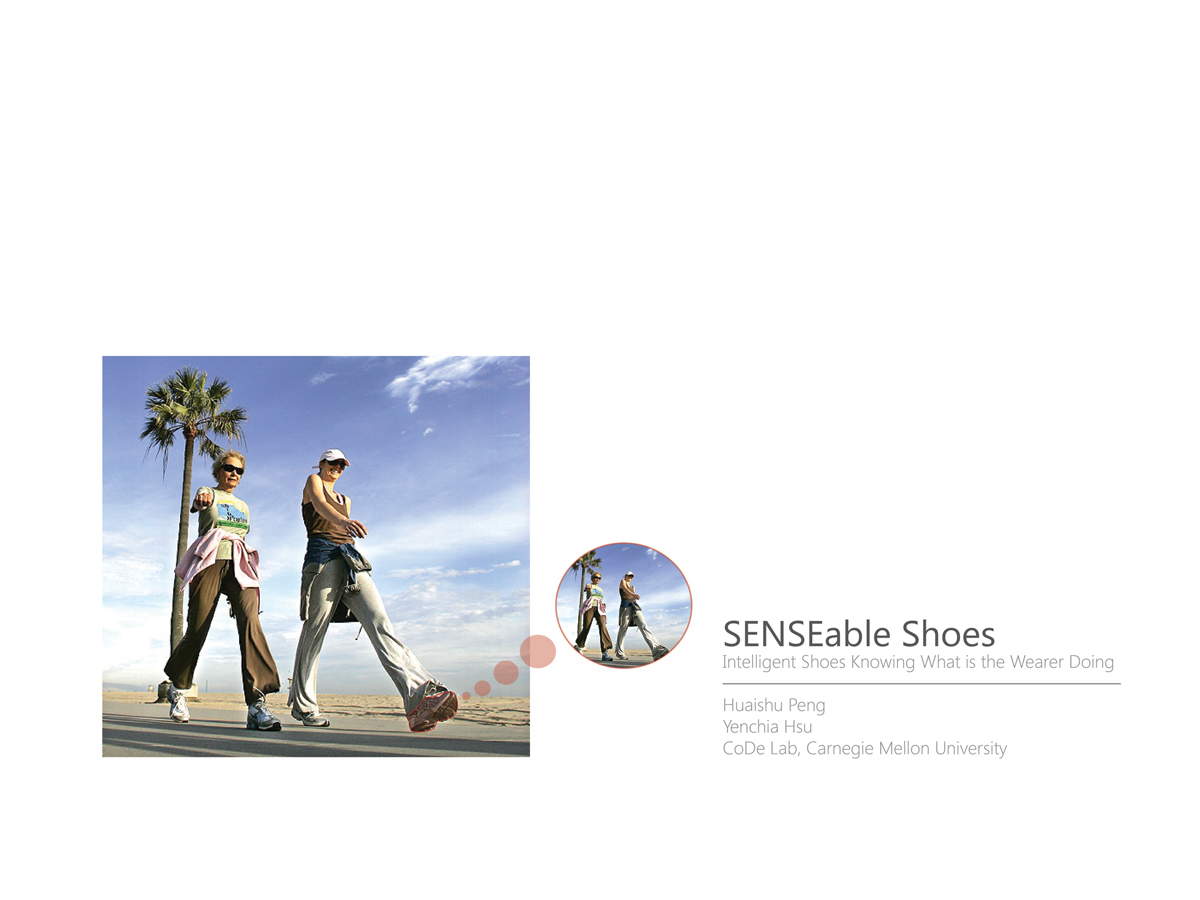 SENSEable Shoes
Intelligent Shoes Knowing What is the Wearer Doing
Huaishu Peng
Yenchia Hsu
CoDe Lab, Carnegie Mellon University